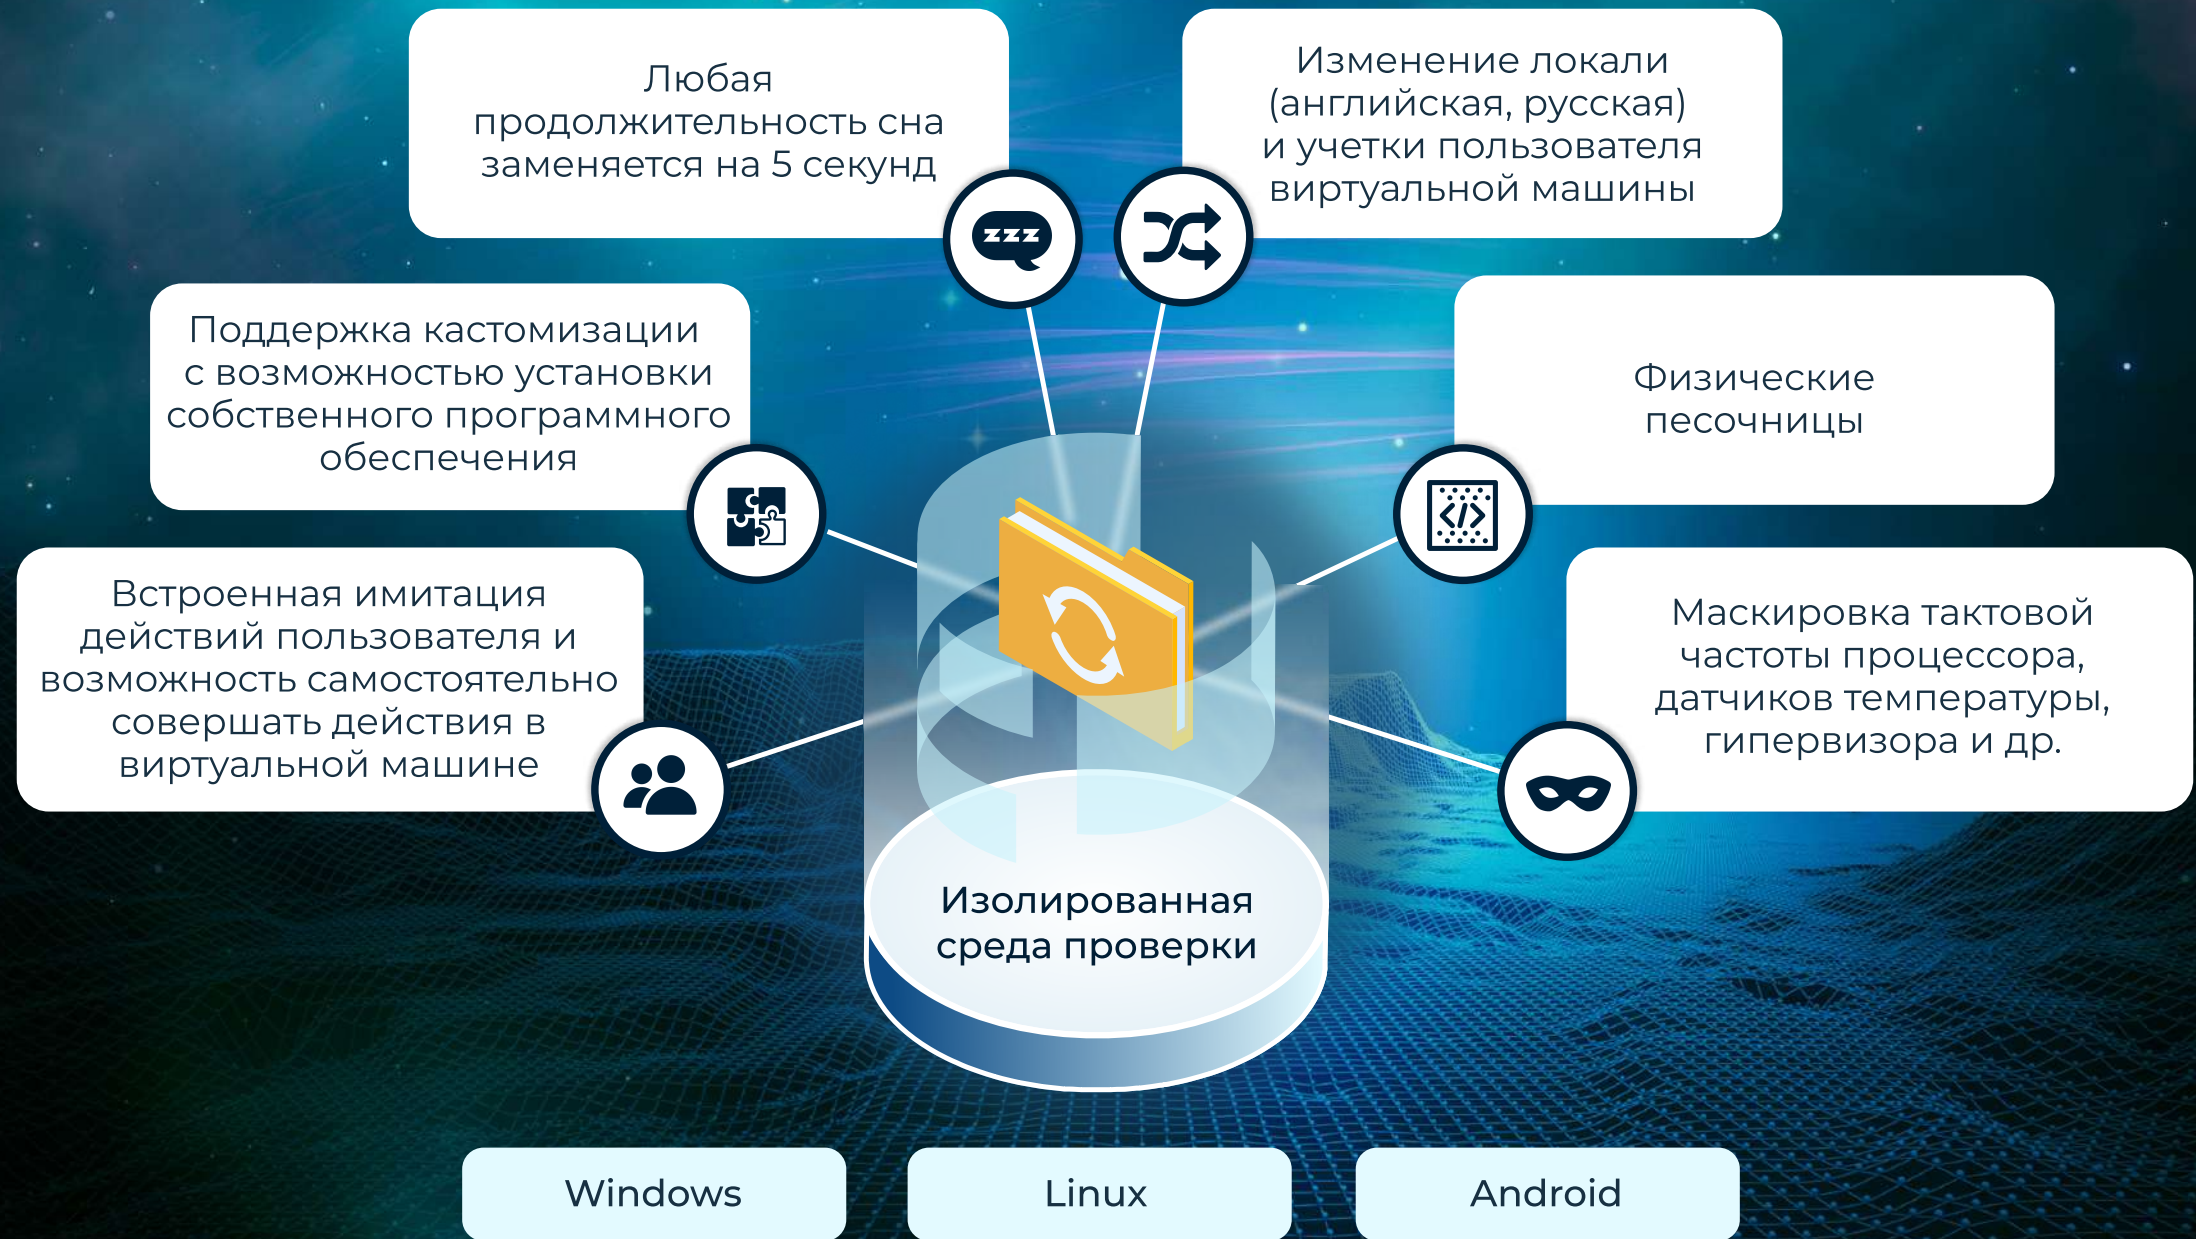 Любая
продолжительность сна
заменяется на 5 секунд
Изменение локали
(английская, русская)
и учетки пользователя
виртуальной машины
zzz
Поддержка кастомизации
с возможностью установки
собственного программного
обеспечения
Физические
песочницы
</>
Встроенная имитация
действий пользователя и
возможность самостоятельно
совершать действия в
виртуальной машине
Маскировка тактовой
частоты процессора,
датчиков температуры,
гипервизора и др.
Изолированная
среда проверки
Windows
Linux
Android